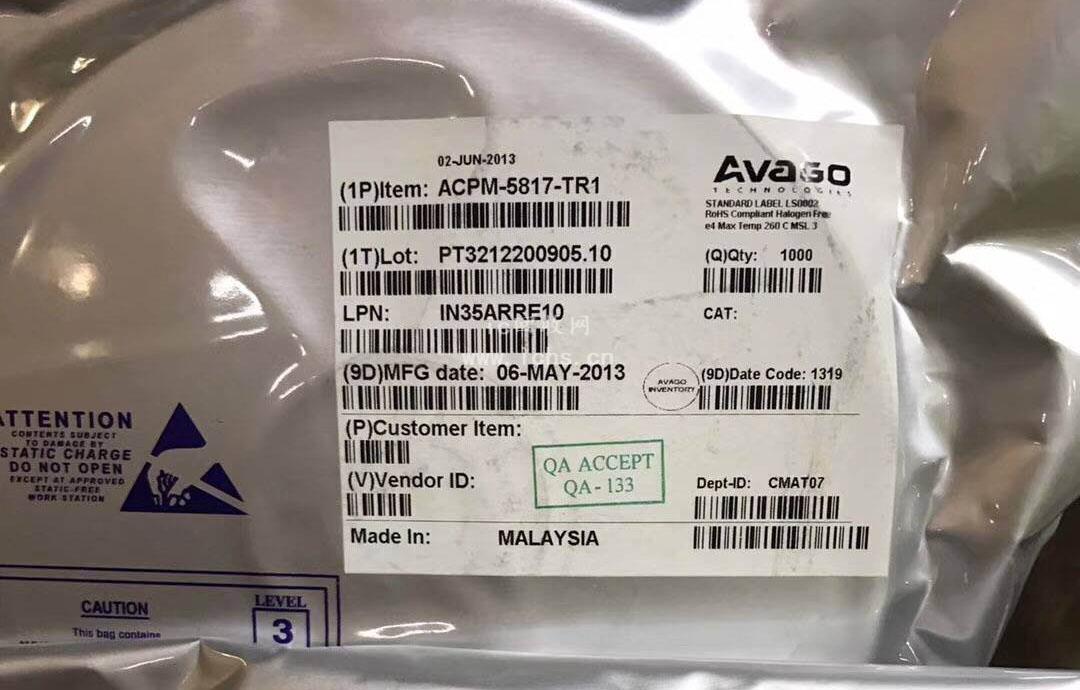 02-JUN-2013
Avago
TECHNOLOGIES
(1P)Item: ACPM-5817-TR1
STANDARD LABEL LS0002
RoHS Compliant Halogen Free
e4 Max Temp 260 C MSL 3
(1T)Lot: PT3212200905.10
(Q)Qty: 1000
LPN: IN35ARRE10
CAT:
www.ichs.cn
(9D)MFG date: 06-MAY-2013
AVAGO
INVENTORY
(9D)Date Code: 1319
(P)Customer Item:
QA ACCEPT
QA-133
(V)Vendor ID:
Dept-ID: CMAT07
Made In: MALAYSIA
ATTENTION
CONTENTS SUBJECT
TO DAMAGE BY
STATIC CHARGE
DO NOT OPEN
EXCEPT AT APPROVED
STATIC-FREE
WORK STATION
CAUTION
This bag contains
LEVEL
3